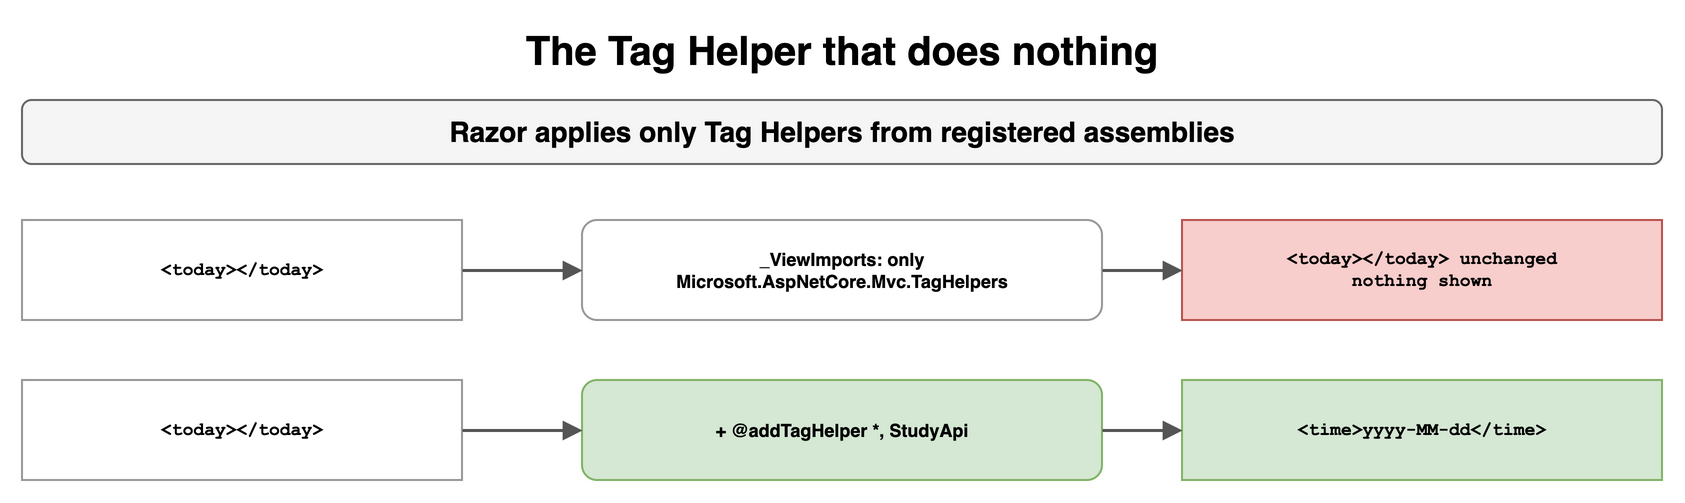 The Tag Helper that does nothing
Razor applies only Tag Helpers from registered assemblies
<today></today>
_ViewImports: only
Microsoft.AspNetCore.Mvc.TagHelpers
<today></today> unchanged
nothing shown
<today></today>
+ @addTagHelper *, StudyApi
<time>yyyy-MM-dd</time>